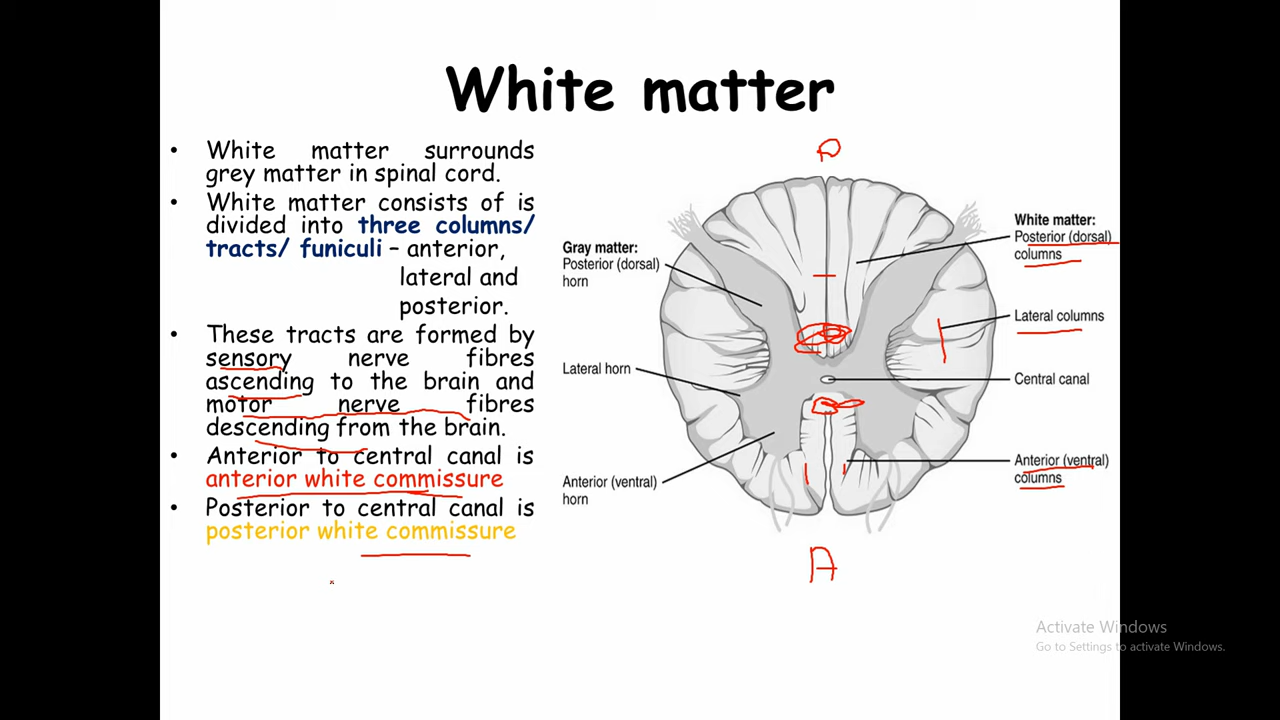 White matter
• White matter surrounds
grey matter in spinal cord.
• White matter consists of is
divided into three columns/
tracts/ funiculi – anterior,
lateral and
posterior.
• These tracts are formed by
sensory nerve fibres
ascending to the brain and
motor nerve fibres
descending from the brain.
• Anterior to central canal is
anterior white commissure
• Posterior to central canal is
posterior white commissure
P
Gray matter:
Posterior (dorsal)
horn
Lateral horn
Anterior (ventral)
horn
White matter:
Posterior (dorsal)
columns
Lateral columns
Central canal
Anterior (ventral)
columns
A
Activate Windows
Go to Settings to activate Windows.